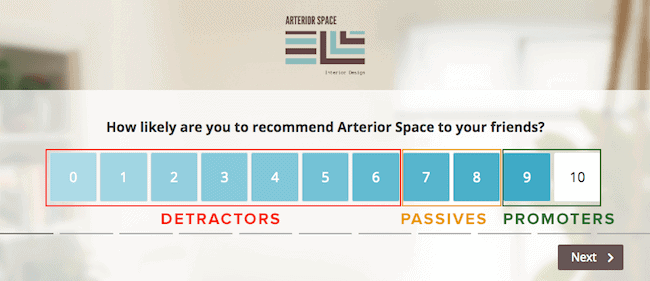 ARTERIOR SPACE
Interior Design
How likely are you to recommend Arterior Space to your friends?
0 1 2 3 4 5 6 7 8 9 10
DETRACTORS PASSIVES PROMOTERS
Next